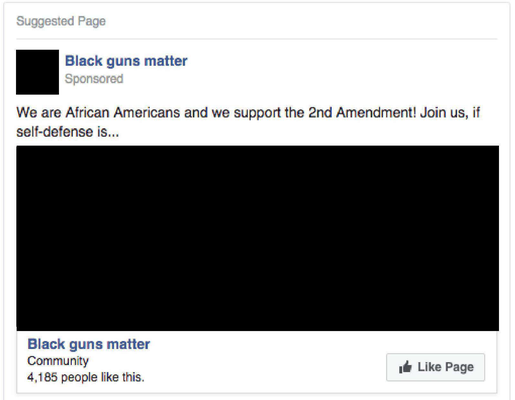 Suggested Page
Black guns matter
Sponsored
We are African Americans and we support the 2nd Amendment! Join us, if
self-defense is...
Black guns matter
Community
4,185 people like this.
Like Page